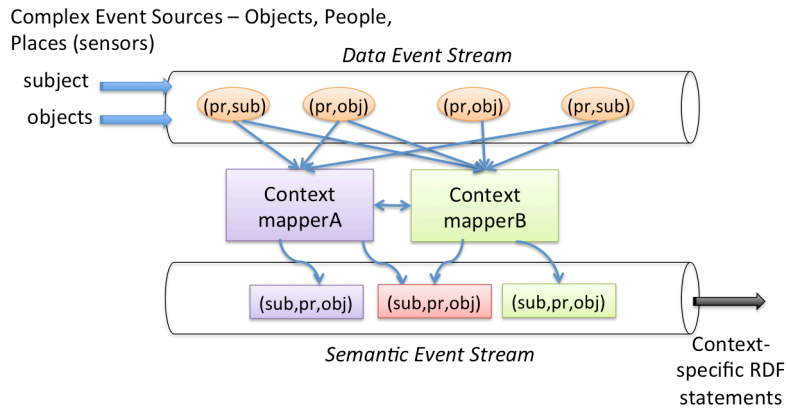 Complex Event Sources – Objects, People,
Places (sensors)
Data Event Stream
subject
objects
(pr,sub)
(pr,obj)
(pr,obj)
(pr,sub)
Context
mapperA
Context
mapperB
(sub,pr,obj)
(sub,pr,obj)
(sub,pr,obj)
Semantic Event Stream
Context-
specific RDF
statements